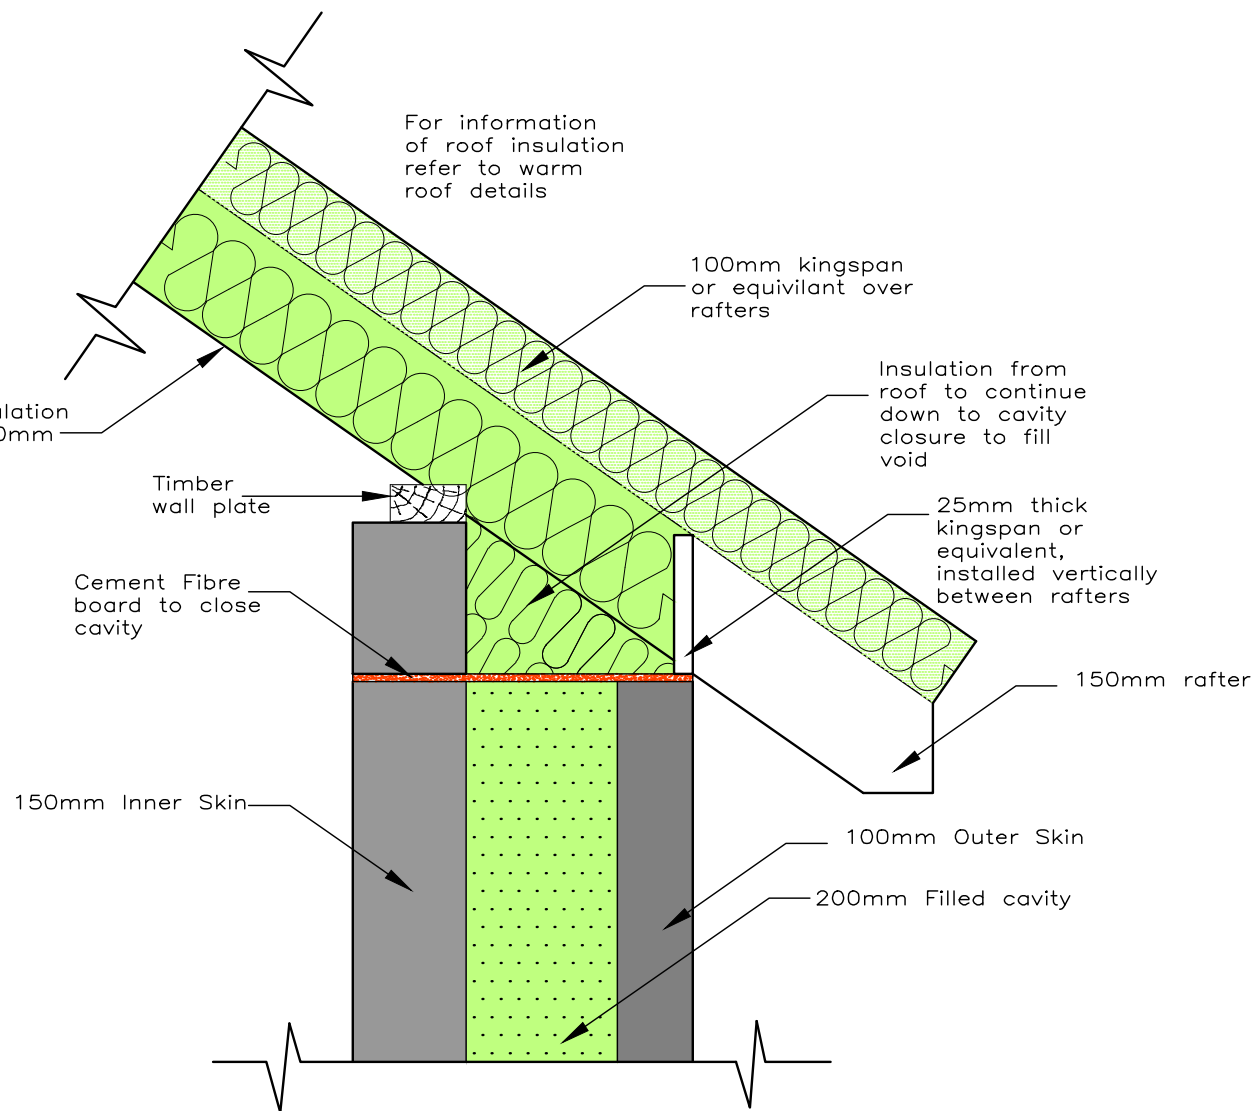 For information
of roof insulation
refer to warm
roof details
100mm kingspan
or equivilant over
rafters
Insulation from
roof to continue
down to cavity
closure to fill
void
Timber
wall plate
25mm thick
kingspan or
equivalent,
installed vertically
between rafters
Cement Fibre
board to close
cavity
150mm rafter
150mm Inner Skin
100mm Outer Skin
200mm Filled cavity